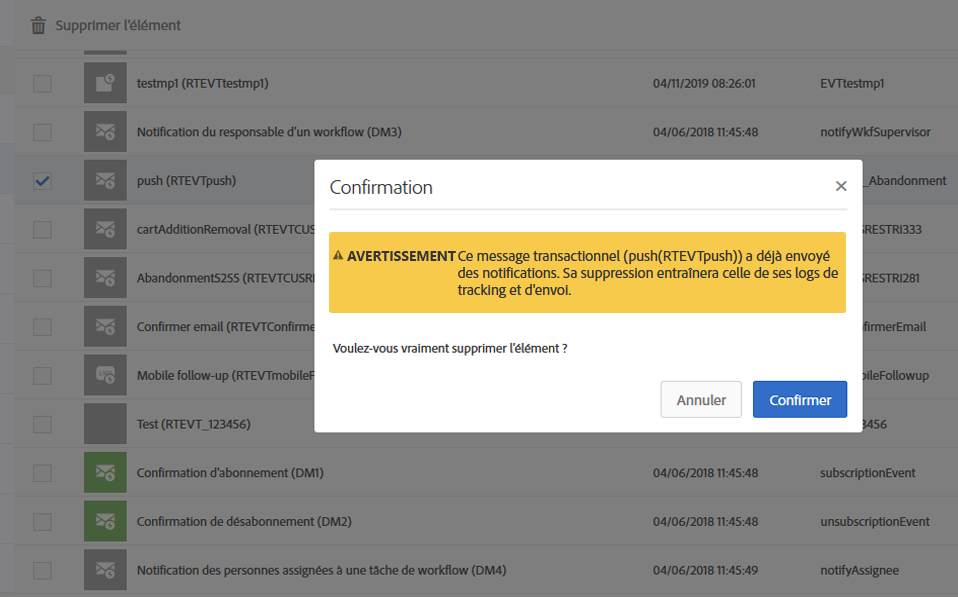 Supprimer l'élément
testmp1 (RTEVTtestmp1) 04/11/2019 08:26:01 EVTtestmp1
Notification du responsable d'un workflow (DM3) 04/06/2018 11:45:48 notifyWkfSupervisor
push (RTEVTpush) _Abandonment
Confirmation
cartAdditionRemoval (RTEVTCUS SRESTRI333
AVERTISSEMENT Ce message transactionnel (push(RTEVTpush)) a déjà envoyé
des notifications. Sa suppression entraînera celle de ses logs de
tracking et d'envoi.
Abandonment5255 (RTEVTCUSR RESTRI281
Confirmer email (RTEVTConfirme firmerEmail
Voulez-vous vraiment supprimer l'élément ?
Mobile follow-up (RTEVTmobileF bileFollowup
Annuler Confirmer
Test (RTEVT_123456) 3456
Confirmation d'abonnement (DM1) 04/06/2018 11:45:48 subscriptionEvent
Confirmation de désabonnement (DM2) 04/06/2018 11:45:48 unsubscriptionEvent
Notification des personnes assignées à une tâche de workflow (DM4) 04/06/2018 11:45:49 notifyAssignee